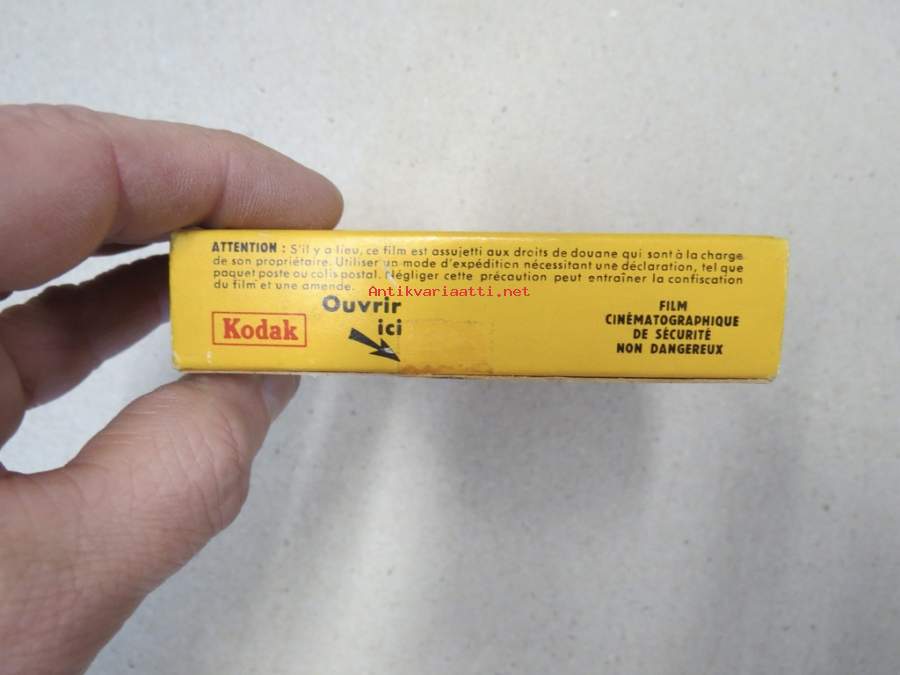 ATTENTION : S'il y a lieu, ce film est assujetti aux droits de douane qui sont à la charge
de son propriétaire. Utiliser un mode d'expédition nécessitant une déclaration, tel que
paquet poste ou colis postal. Négliger cette précaution peut entraîner la confiscation
du film et une amende.
Antikvariaatti.net
Ouvrir
ici
Kodak
FILM
CINÉMATOGRAPHIQUE
DE SÉCURITÉ
NON DANGEREUX